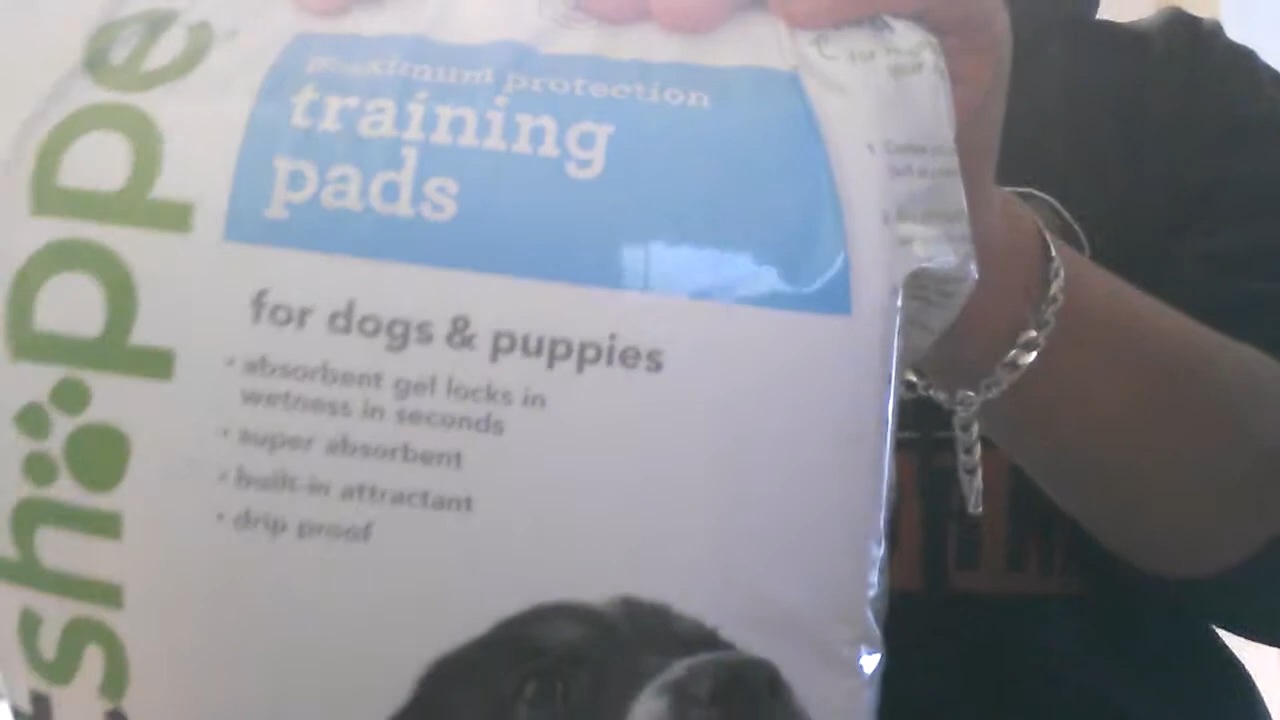 shoppe
maximum protection
training
pads
for dogs & puppies
• absorbent gel locks in
wetness in seconds
• super absorbent
• built-in attractant
• drip proof